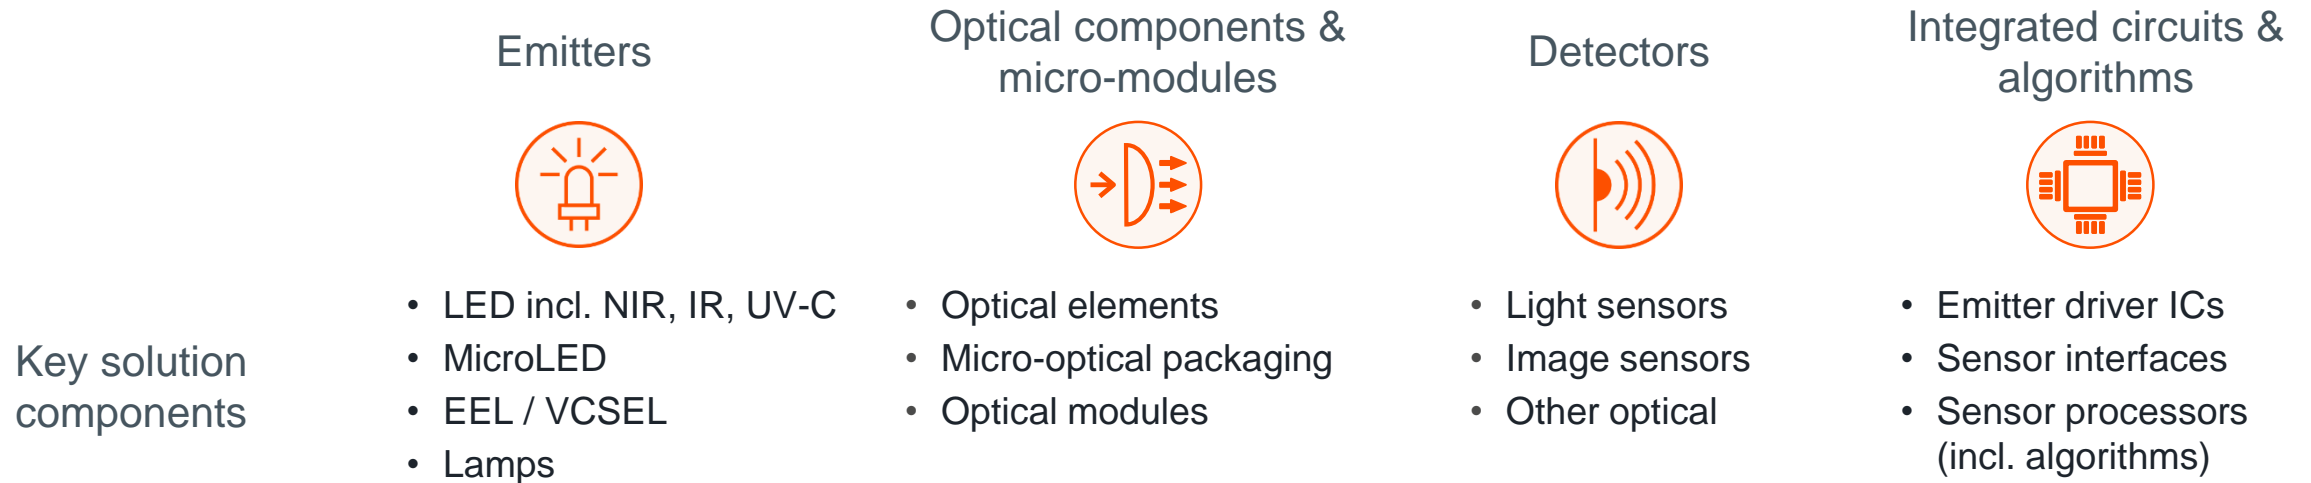 Emitters
Optical components &
micro-modules
Detectors
Integrated circuits &
algorithms
Key solution
components
• LED incl. NIR, IR, UV-C
• MicroLED
• EEL / VCSEL
• Lamps
• Optical elements
• Micro-optical packaging
• Optical modules
• Light sensors
• Image sensors
• Other optical
• Emitter driver ICs
• Sensor interfaces
• Sensor processors
(incl. algorithms)